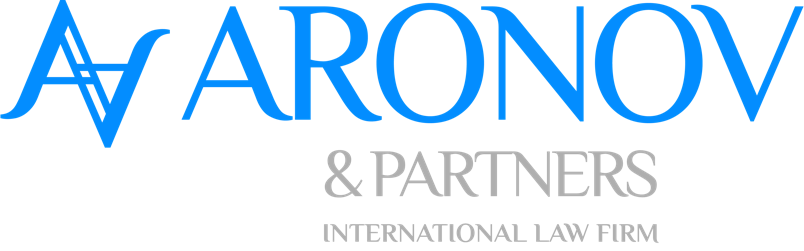 ARONOV
& PARTNERS
INTERNATIONAL LAW FIRM